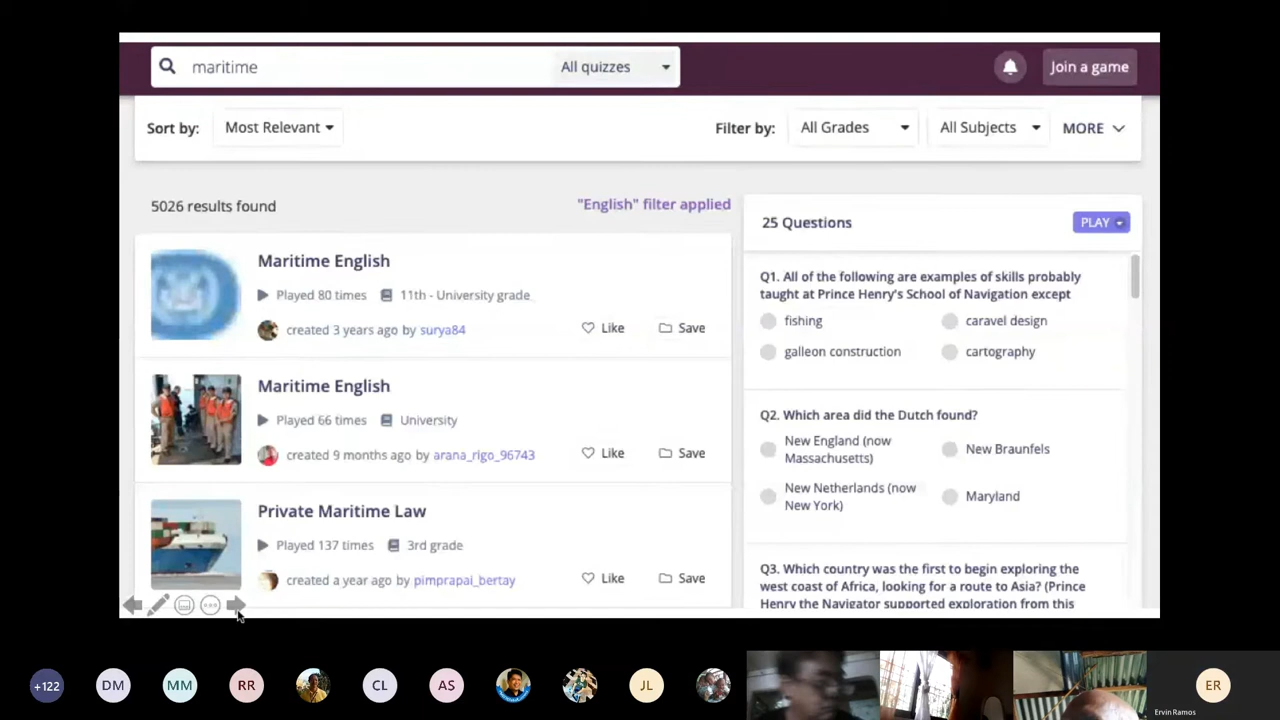 maritime
All quizzes
Join a game
Sort by:
Most Relevant
Filter by:
All Grades
All Subjects
MORE
5026 results found
"English" filter applied
Maritime English
Played 80 times
11th - University grade
created 3 years ago by surya84
Like
Save
Maritime English
Played 66 times
University
created 9 months ago by arana_rigo_96743
Like
Save
Private Maritime Law
Played 137 times
3rd grade
created a year ago by pimprapai_bertay
Like
Save
25 Questions
PLAY
Q1. All of the following are examples of skills probably
taught at Prince Henry's School of Navigation except
fishing
caravel design
galleon construction
cartography
Q2. Which area did the Dutch found?
New England (now
Massachusetts)
New Braunfels
New Netherlands (now
New York)
Maryland
Q3. Which country was the first to begin exploring the
west coast of Africa, looking for a route to Asia? (Prince
Henry the Navigator supported exploration from this
+122
DM
MM
RR
CL
AS
JL
ER
Ervin Ramos